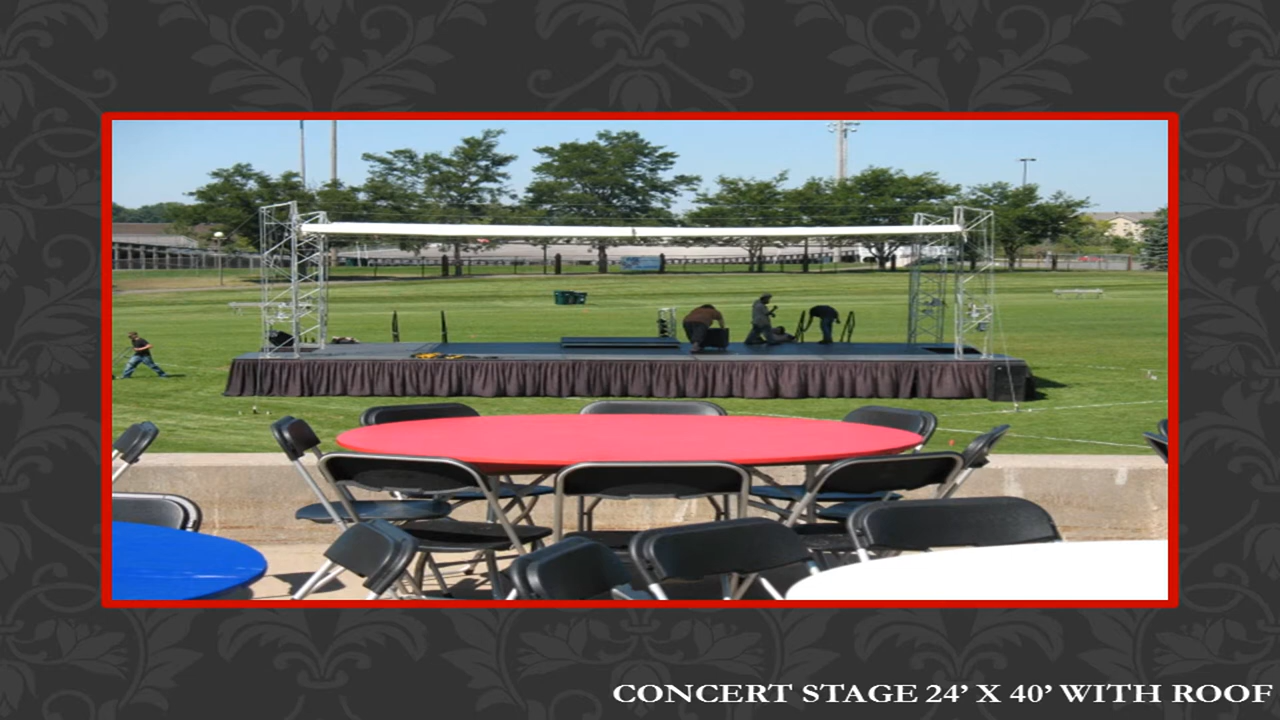 CONCERT STAGE 24’ X 40’ WITH ROOF